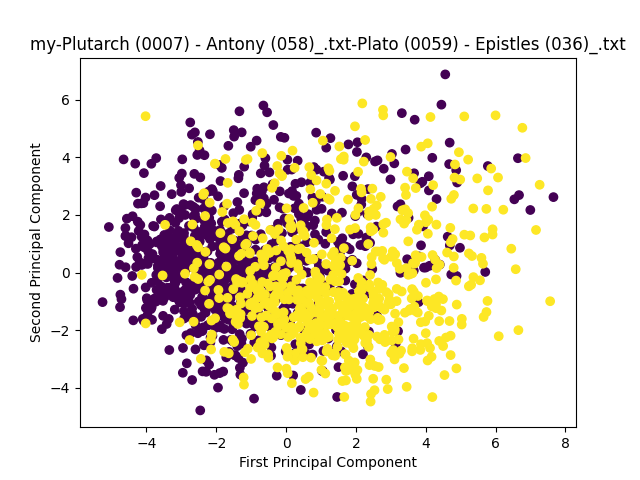 my-Plutarch (0007) - Antony (058)_.txt-Plato (0059) - Epistles (036)_.txt
Second Principal Component
6
4
2
0
−2
−4
−4 −2 0 2 4 6 8
First Principal Component